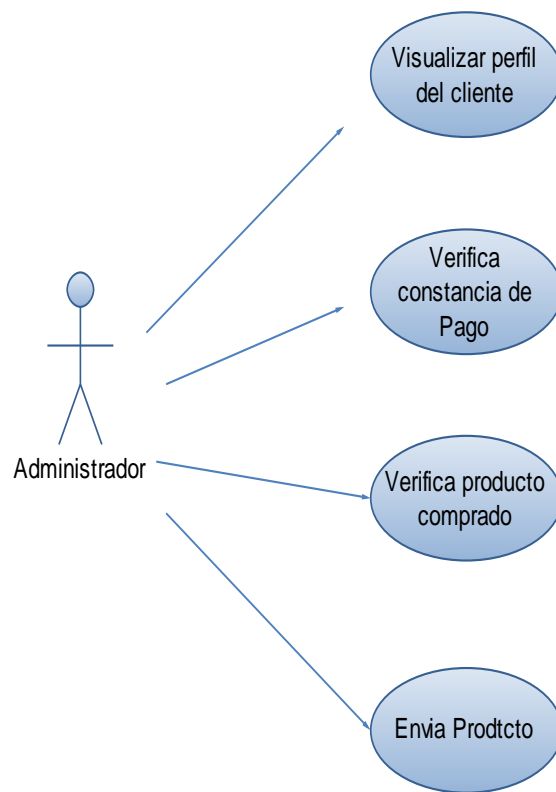 Visualizar perfil
del cliente
Verifica
constancia de
Pago
Administrador
Verifica producto
comprado
Envia Prodtcto